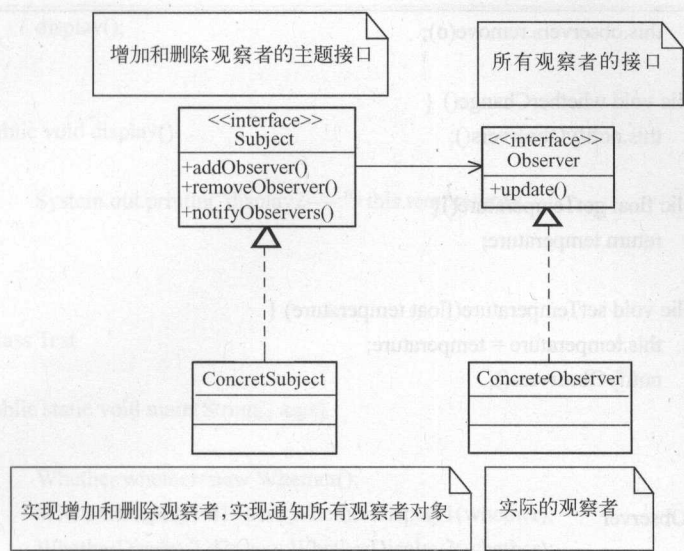 增加和删除观察者的主题接口
所有观察者的接口
<<interface>>
Subject
+addObserver()
+removeObserver()
+notifyObservers()
<<interface>>
Observer
+update()
ConcretSubject
ConcreteObserver
实现增加和删除观察者,实现通知所有观察者对象
实际的观察者